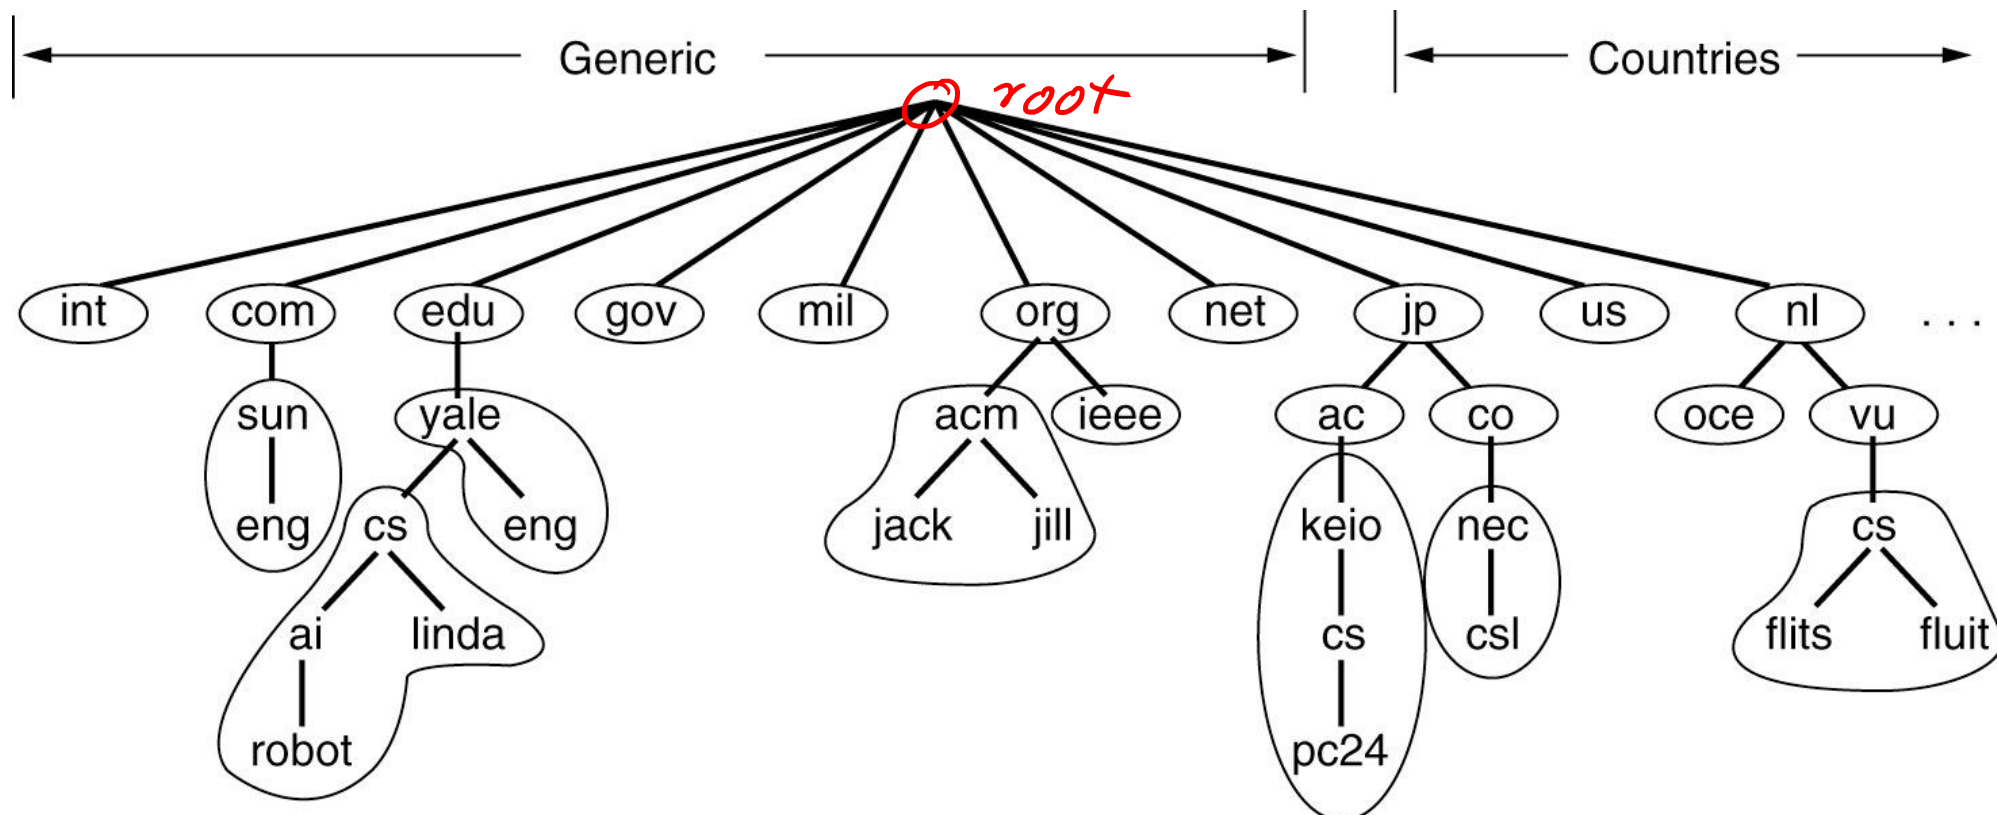 Generic Countries
root
int com edu gov mil org net jp us nl . . .
sun yale acm ieee ac co oce vu
eng cs eng jack jill keio nec cs
ai linda cs csl flits fluit
robot pc24